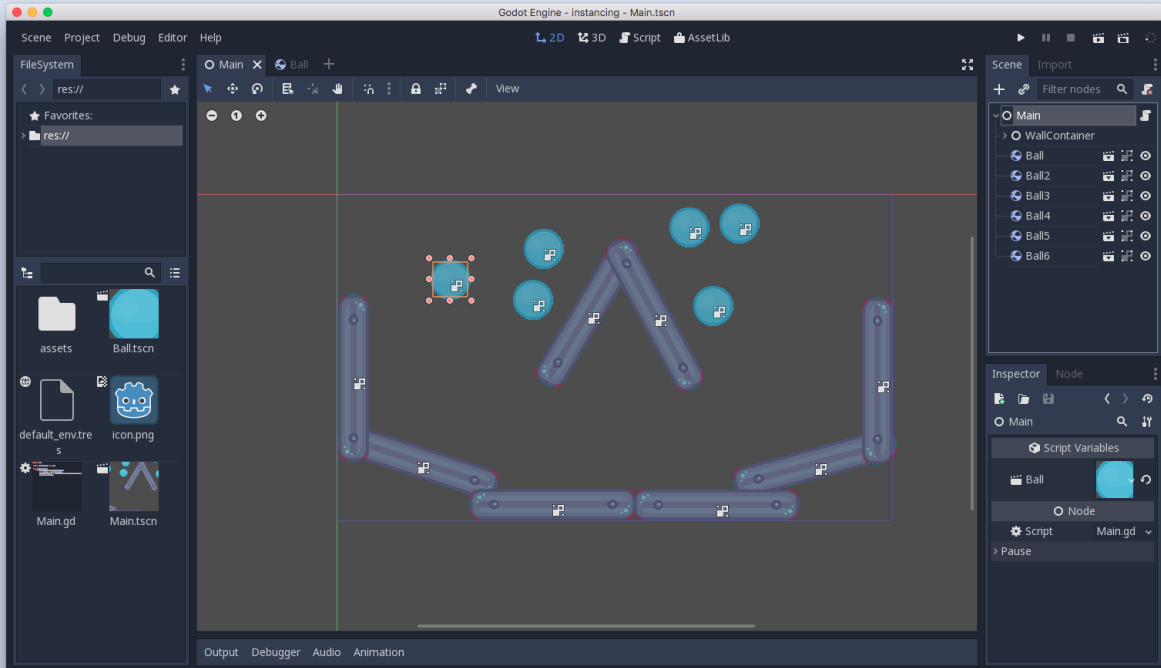 Godot Engine - instancing - Main.tscn
Scene Project Debug Editor Help
2D 3D Script AssetLib
FileSystem
Main Ball
Scene Import
res://
View
Filter nodes
Favorites:
res://
1
Main
WallContainer
Ball
Ball2
Ball3
Ball4
Ball5
Ball6
assets
Ball.tscn
default_env.tre
s
icon.png
Main.gd
Main.tscn
Inspector Node
Main
Script Variables
Ball
Node
Script Main.gd
Pause
Output Debugger Audio Animation